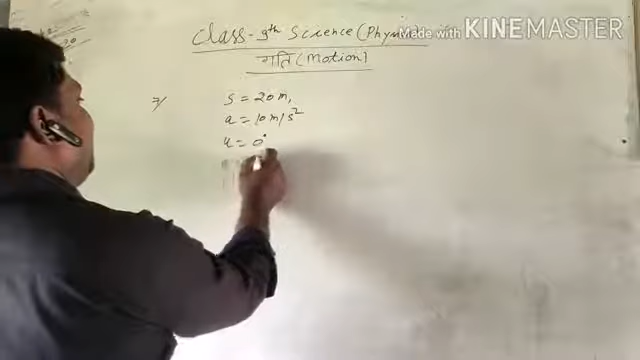 Class-9th Science (Physics)
Made with KINEMASTER
गति (Motion)
7/
S = 20m,
a = 10 m/s²
u = 0